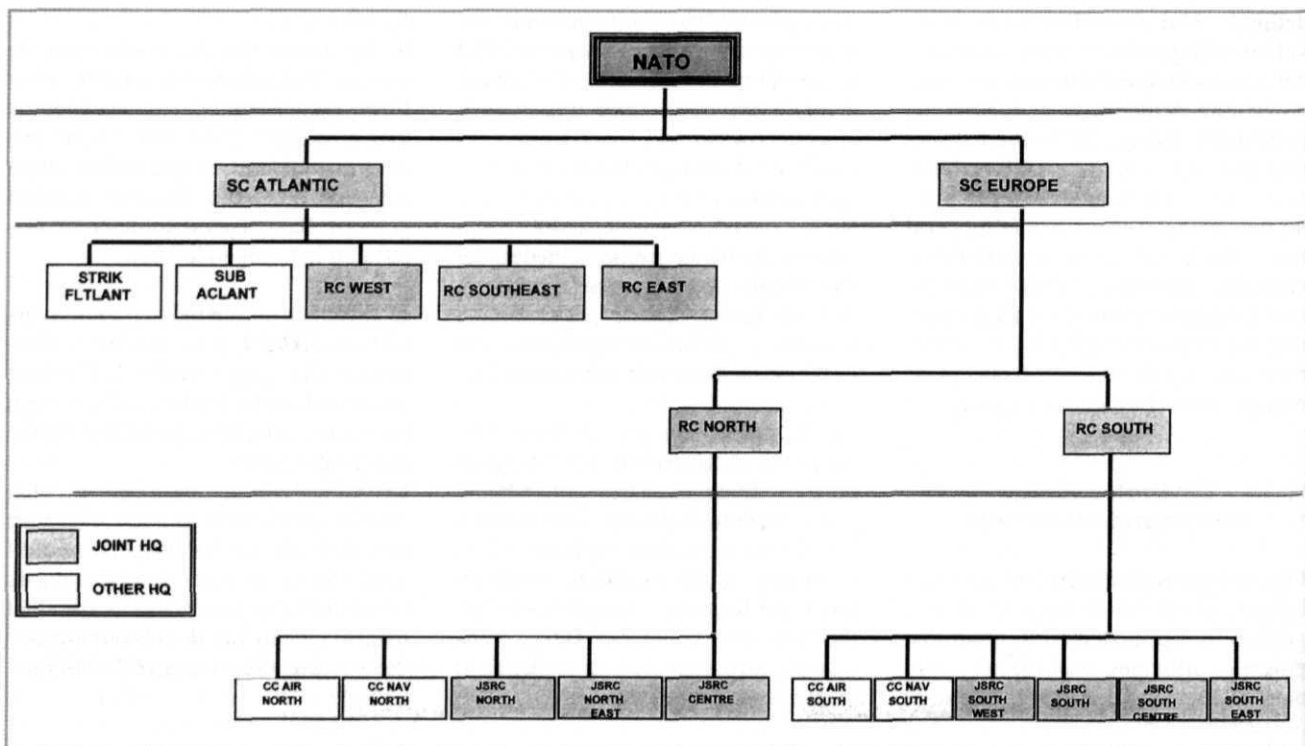 NATO
SC ATLANTIC
SC EUROPE
STRIK
FLTLANT
SUB
ACLANT
RC WEST
RC SOUTHEAST
RC EAST
RC NORTH
RC SOUTH
JOINT HQ
OTHER HQ
CC AIR
NORTH
CC NAV
NORTH
JSRC
NORTH
JSRC
NORTH
EAST
JSRC
CENTRE
CC AIR
SOUTH
CC NAV
SOUTH
JSRC
SOUTH
WEST
JSRC
SOUTH
JSRC
SOUTH
CENTRE
JSRC
SOUTH
EAST